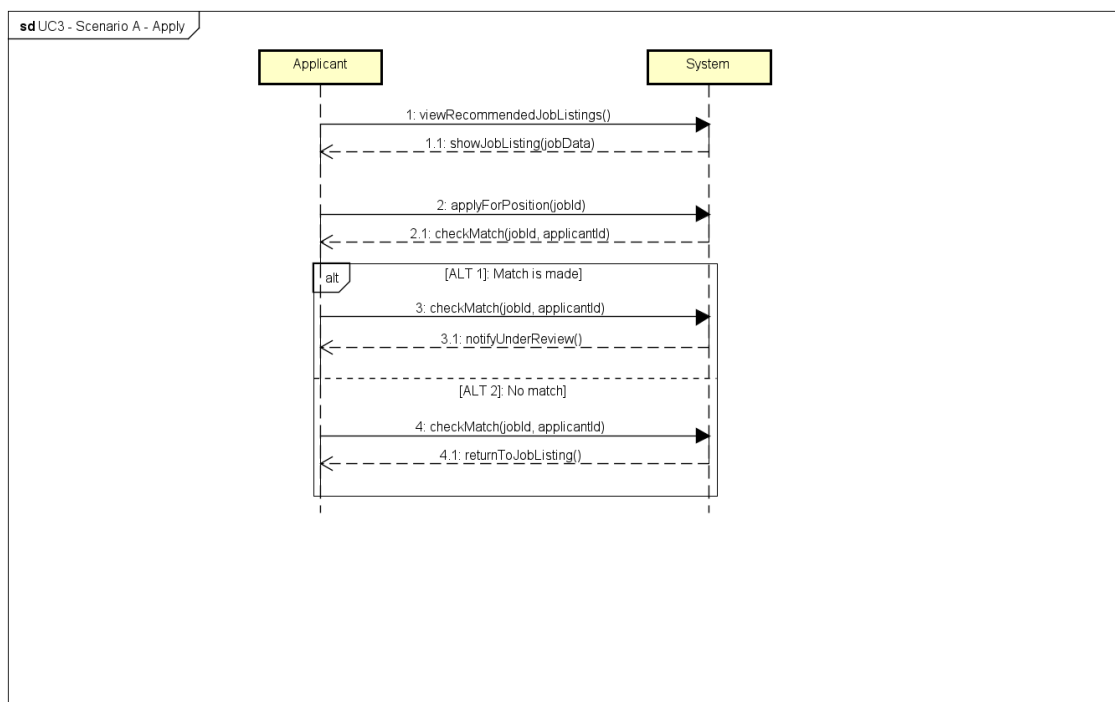 sd UC3 - Scenario A - Apply
Applicant
System
1: viewRecommendedJobListings()
1.1: showJobListing(jobData)
2: applyForPosition(jobId)
2.1: checkMatch(jobId, applicantId)
alt
[ALT 1]: Match is made]
3: checkMatch(jobId, applicantId)
3.1: notifyUnderReview()
[ALT 2]: No match]
4: checkMatch(jobId, applicantId)
4.1: returnToJobListing()